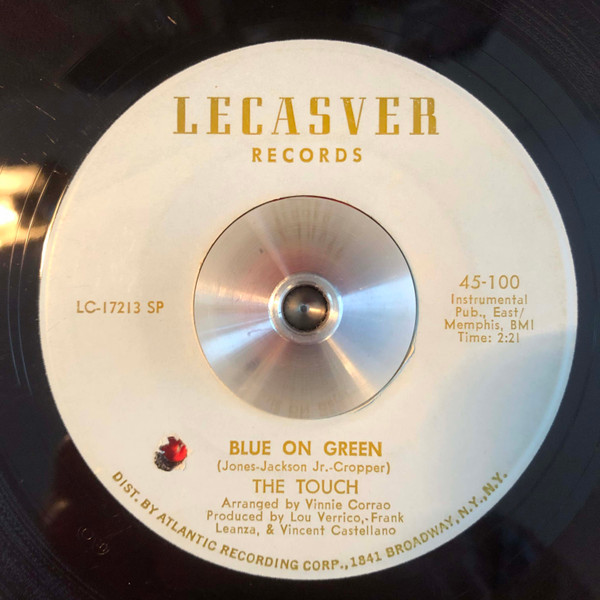 LECASVER
RECORDS
LC-17213 SP
45-100
Instrumental
Pub., East/
Memphis, BMI
Time: 2:21
BLUE ON GREEN
(Jones-Jackson Jr.-Cropper)
THE TOUCH
Arranged by Vinnie Corrao
Produced by Lou Verrico,-Frank
Leanza, & Vincent Castellano
DIST. BY ATLANTIC RECORDING CORP., 1841 BROADWAY, N.Y., N.Y.